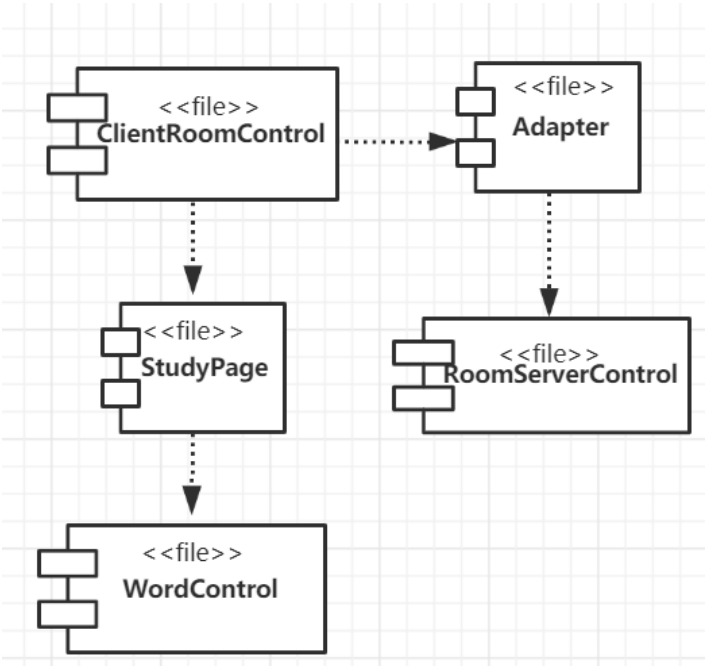 <<file>>
ClientRoomControl
<<file>>
Adapter
<<file>>
StudyPage
<<file>>
RoomServerControl
<<file>>
WordControl